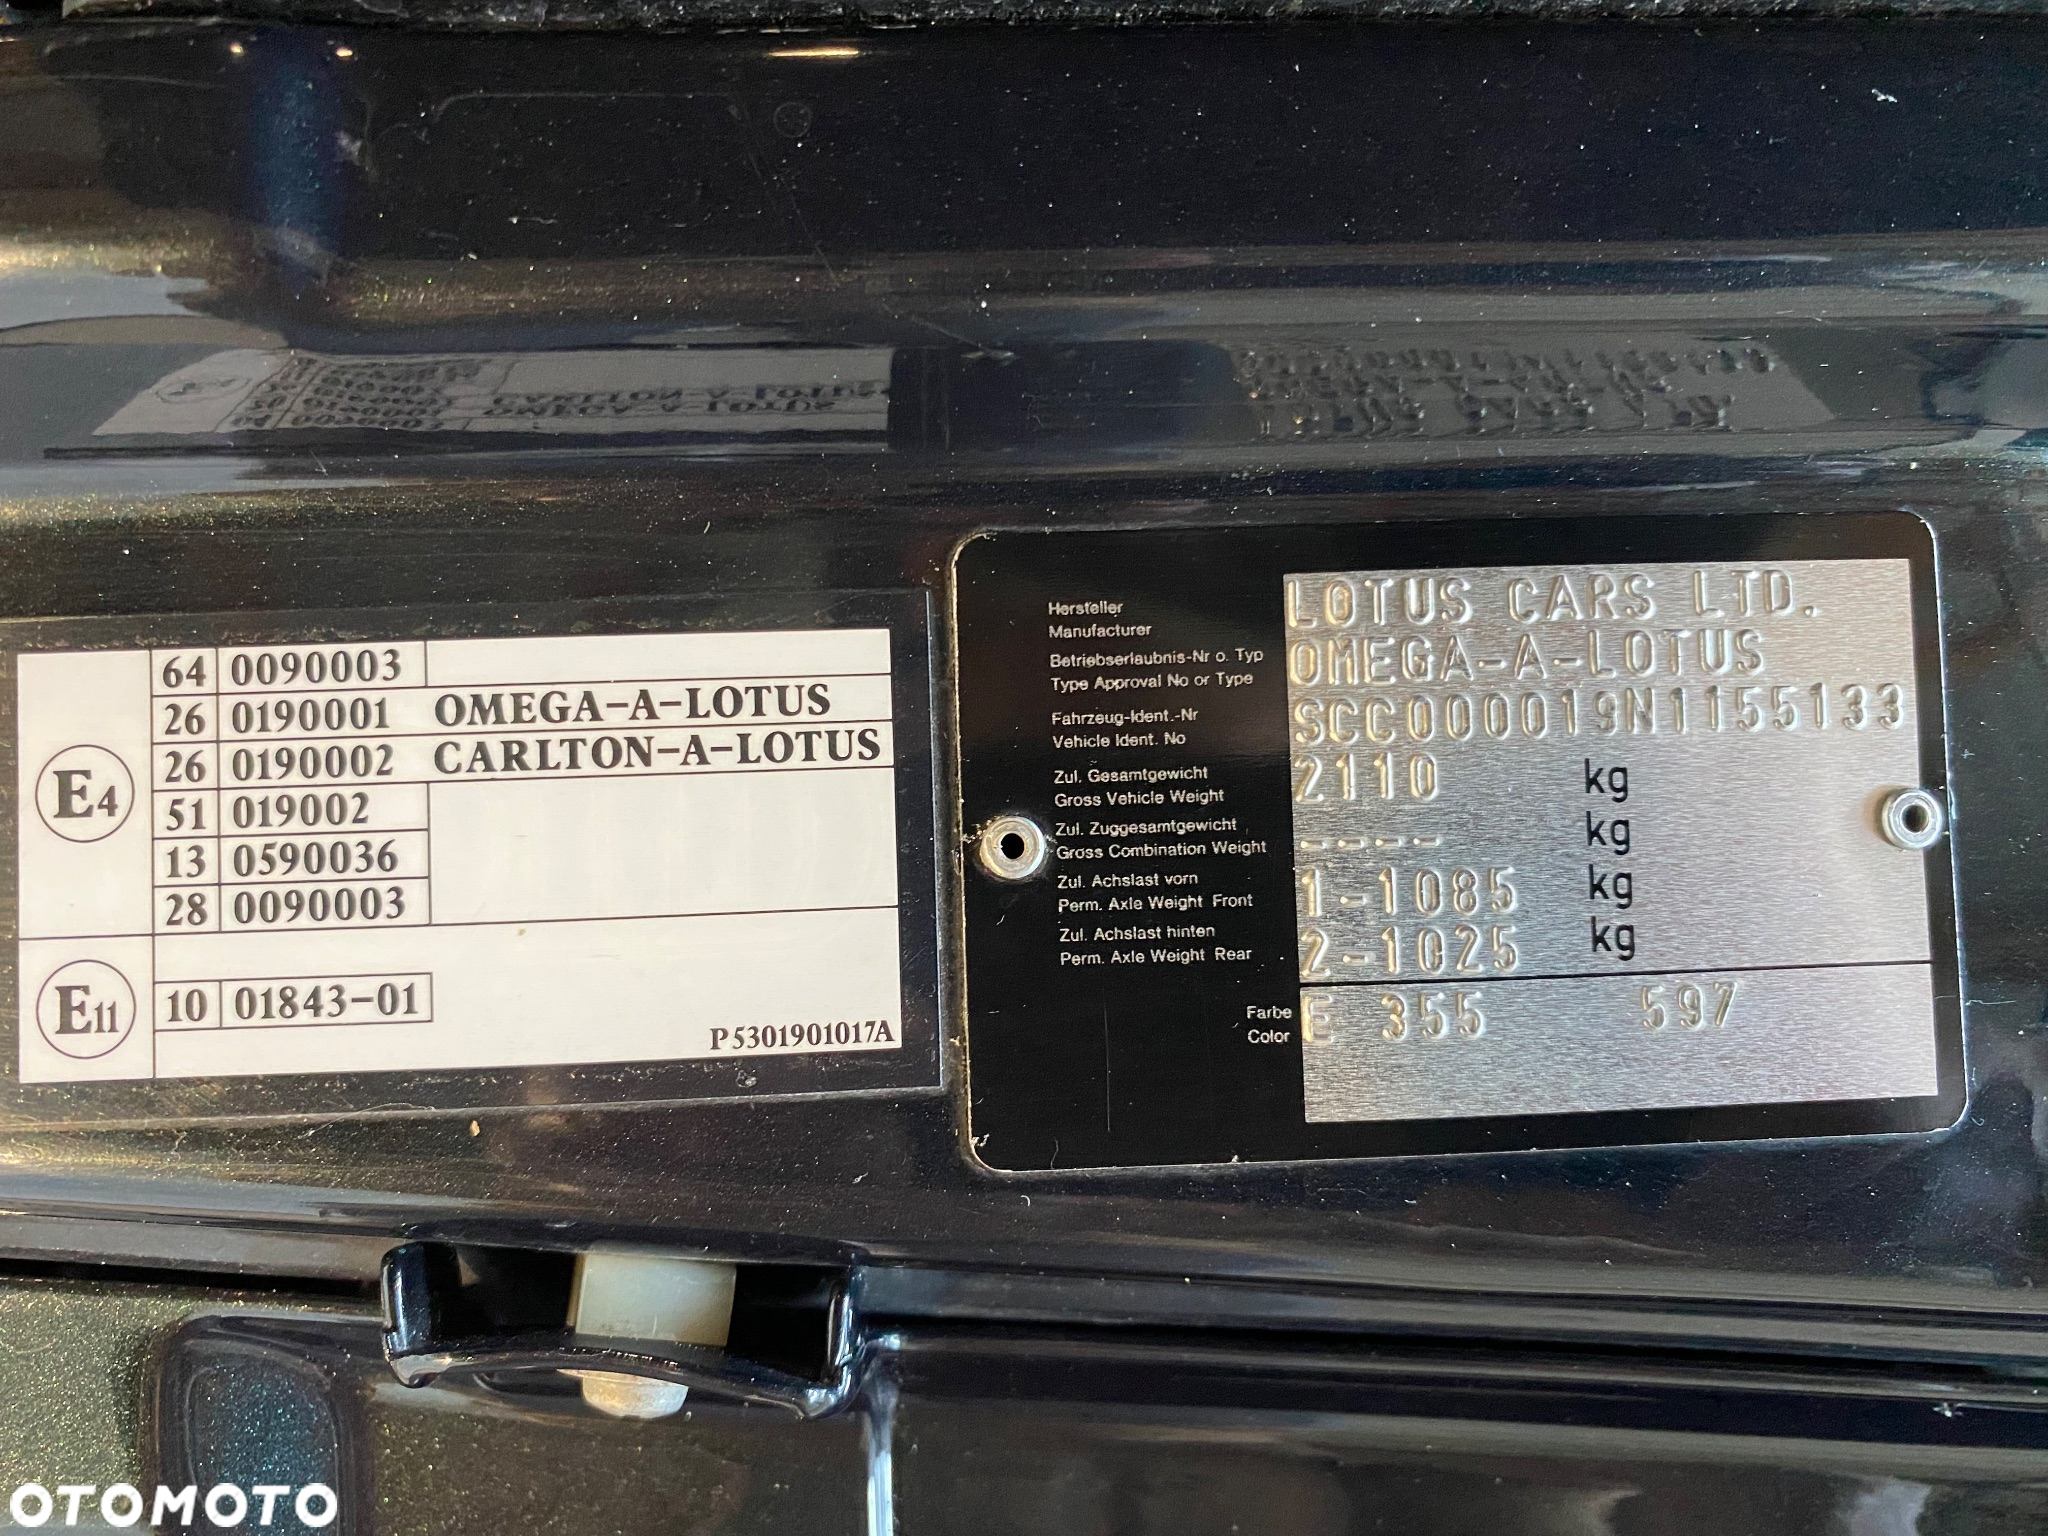 E4
64 0090003
26 0190001 OMEGA-A-LOTUS
26 0190002 CARLTON-A-LOTUS
51 019002
13 0590036
28 0090003
E11
10 01843-01
P5301901017A
Hersteller
Manufacturer
LOTUS CARS LTD.
Betriebserlaubnis-Nr o. Typ
Type Approval No or Type
OMEGA-A-LOTUS
Fahrzeug-Ident.-Nr
Vehicle Ident. No
SCC000019N1155133
Zul. Gesamtgewicht
Gross Vehicle Weight
2110 kg
Zul. Zuggesamtgewicht
Gross Combination Weight
---- kg
Zul. Achslast vorn
Perm. Axle Weight Front
1-1085 kg
Zul. Achslast hinten
Perm. Axle Weight Rear
2-1025 kg
Farbe
Color
E 355 597
OTOMOTO